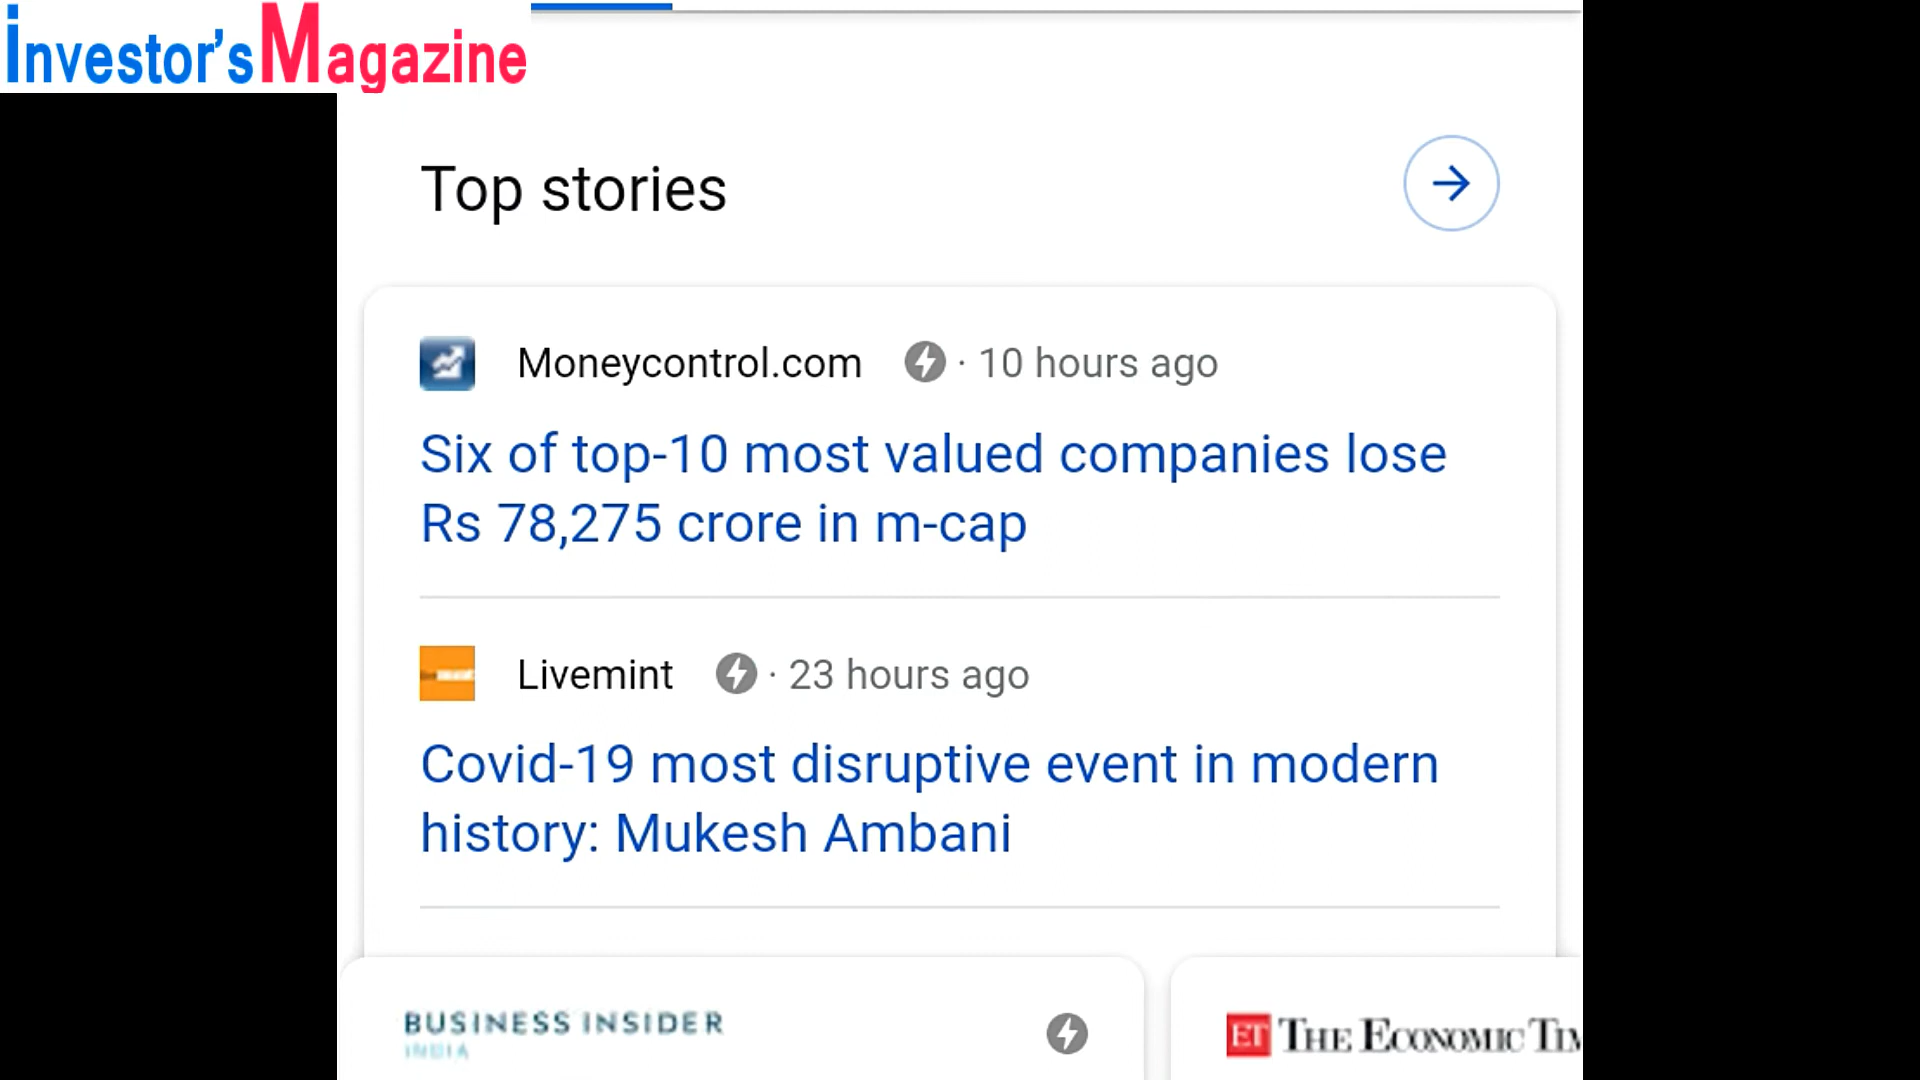 Investor's Magazine
Top stories
Moneycontrol.com · 10 hours ago
Six of top-10 most valued companies lose
Rs 78,275 crore in m-cap
Livemint · 23 hours ago
Covid-19 most disruptive event in modern
history: Mukesh Ambani
BUSINESS INSIDER
INDIA
ET THE ECONOMIC